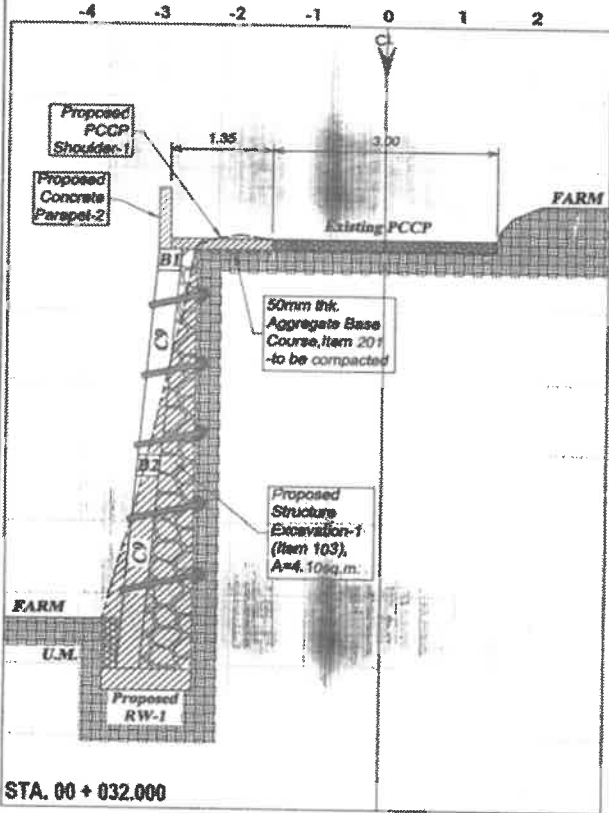 -4 -3 -2 -1 0 1 2
CL
Proposed
PCCP
Shoulder-1
1.35
3.00
Proposed
Concrete
Parapet-2
FARM
Existing PCCP
B1
50mm thk.
Aggregate Base
Course,Item 201
-to be compacted
C9
B2
Proposed
Structure
Excavation-1
(Item 103),
A=4.10sq.m.
C9
FARM
U.M.
Proposed
RW-1
STA. 00 + 032.000